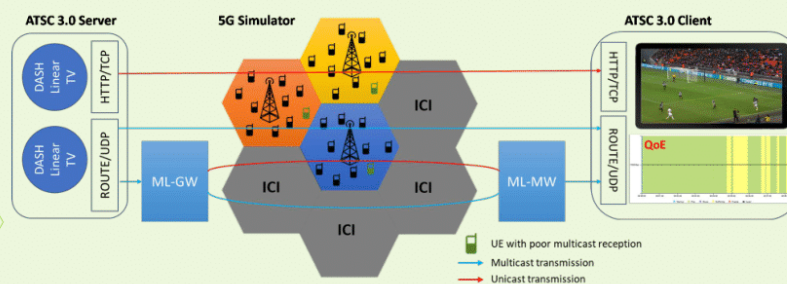 ATSC 3.0 Server
5G Simulator
ATSC 3.0 Client
DASH
Linear
TV
HTTP/TCP
DASH
Linear
TV
ROUTE/UDP
ML-GW
ICI
ICI
ICI
ICI
ML-MW
HTTP/TCP
ROUTE/UDP
QoE
UE with poor multicast reception
Multicast transmission
Unicast transmission